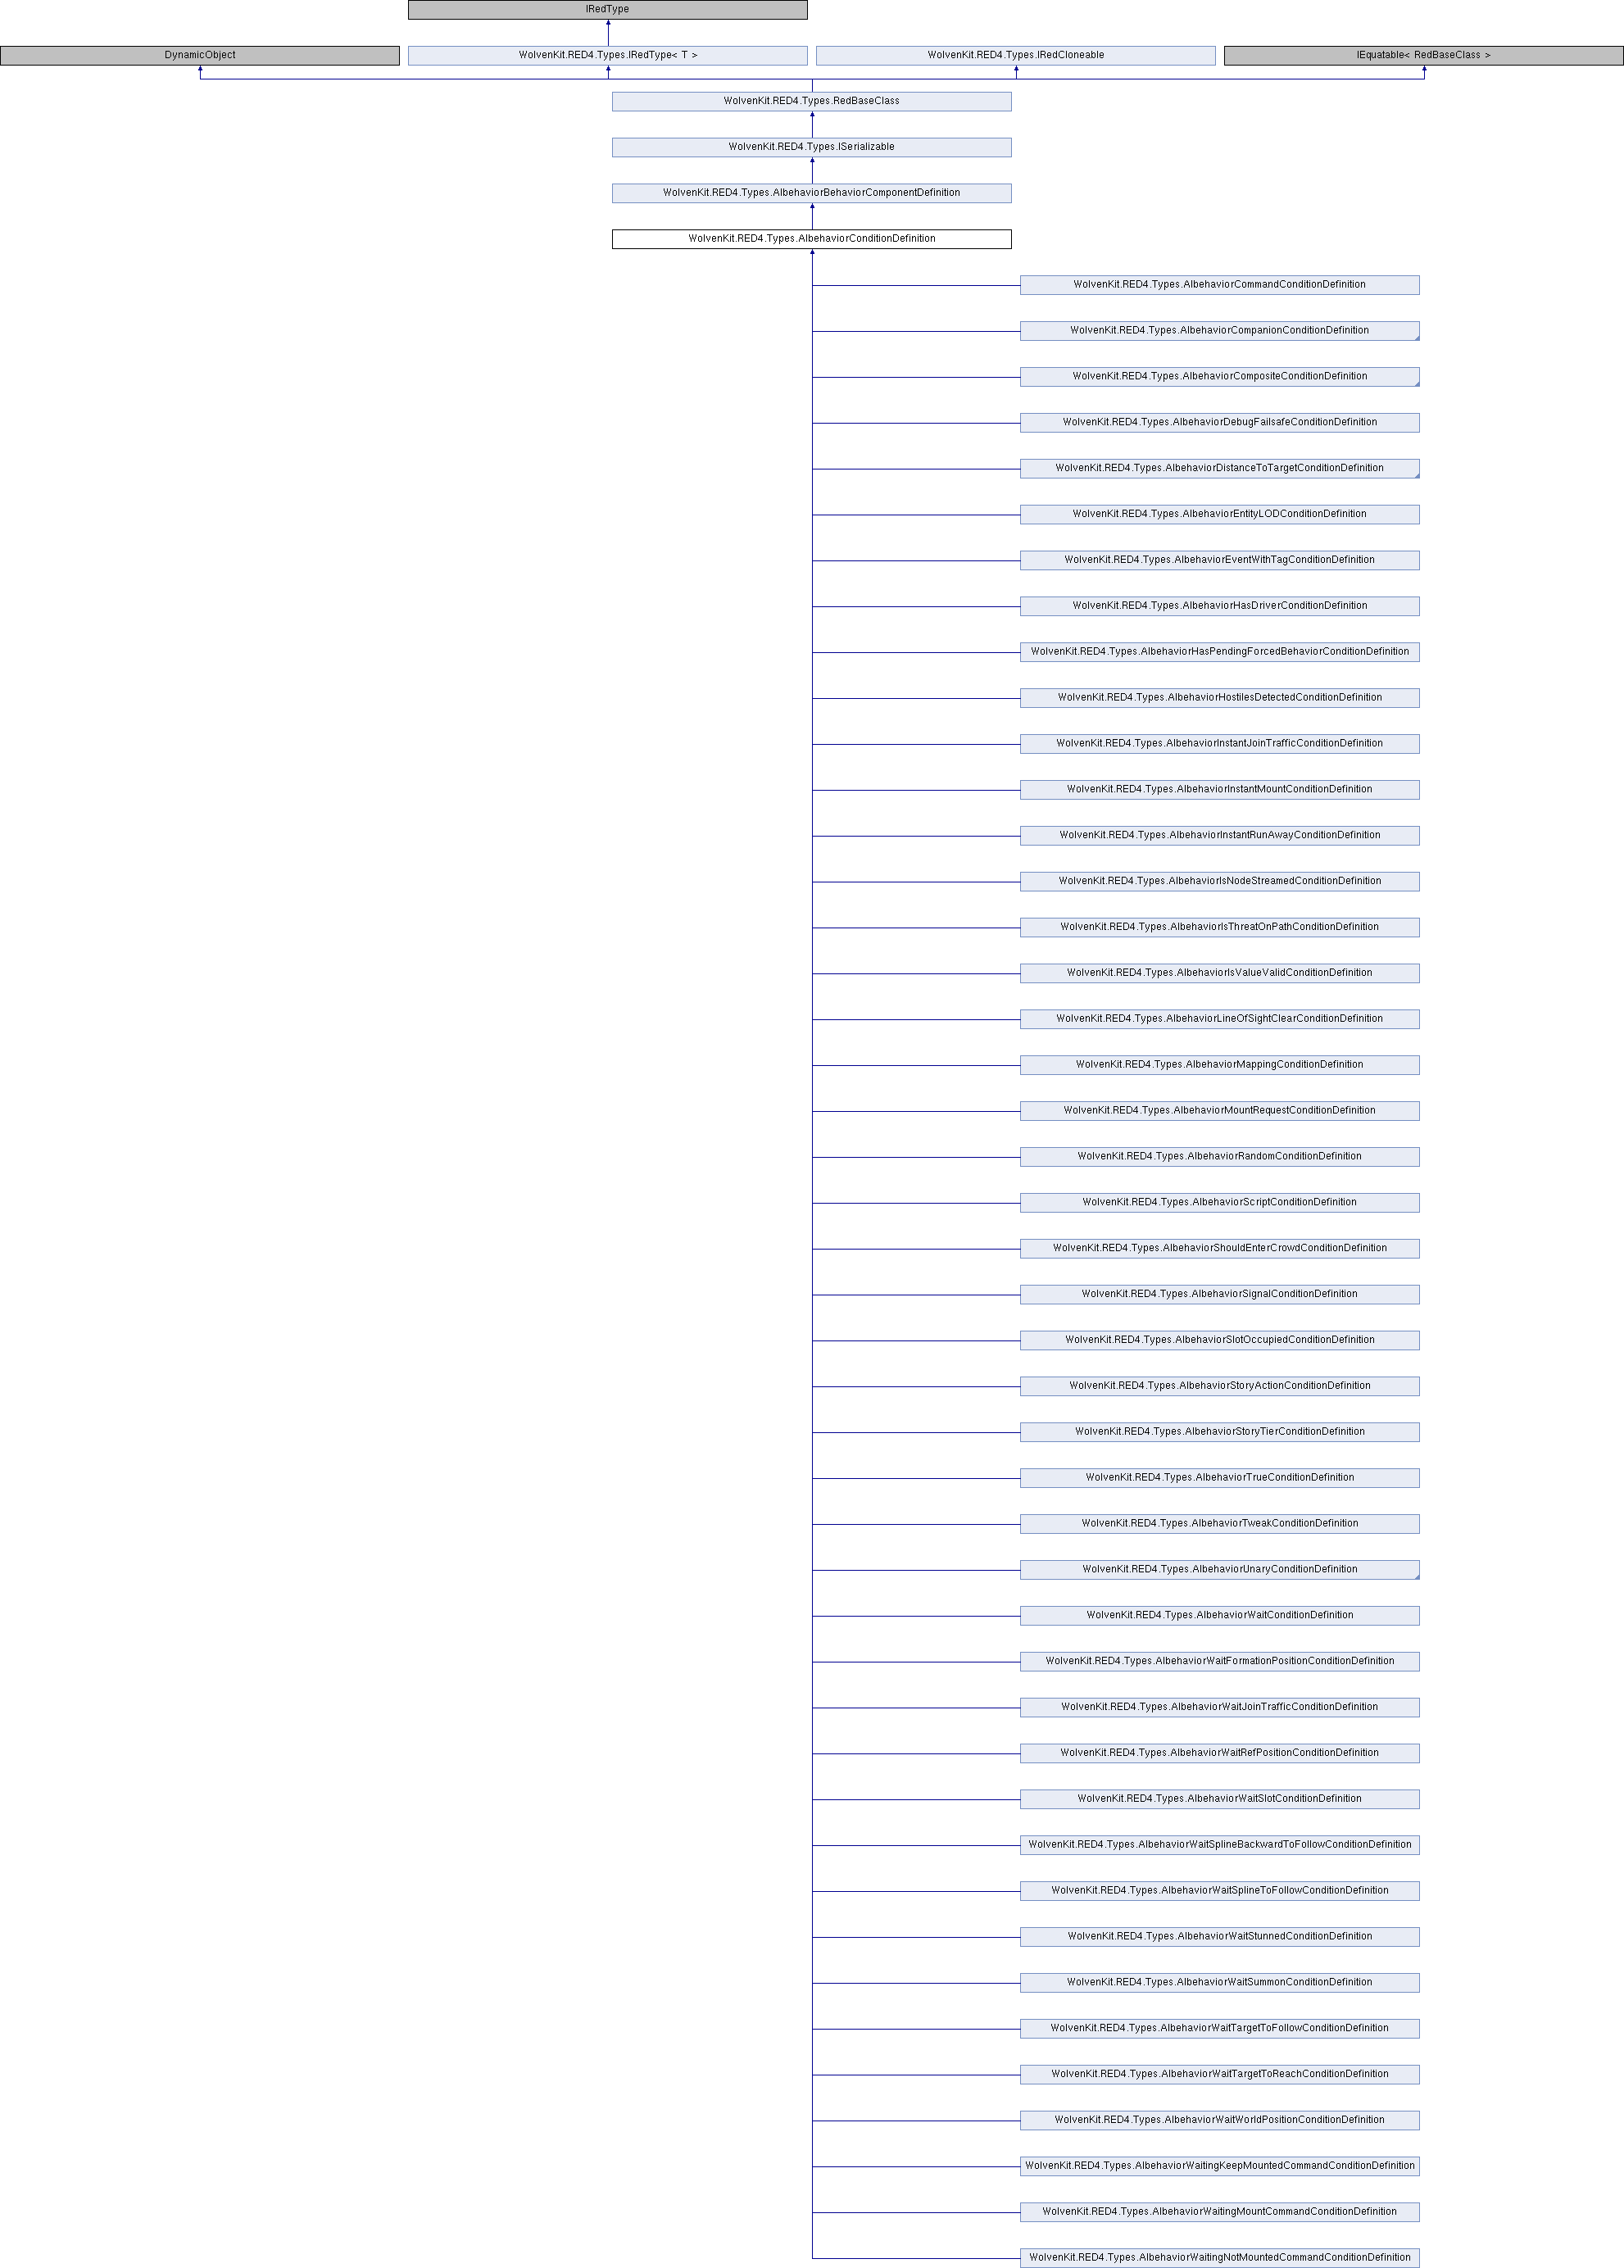 IRedType
DynamicObject
WolvenKit.RED4.Types.IRedType< T >
WolvenKit.RED4.Types.IRedCloneable
IEquatable< RedBaseClass >
WolvenKit.RED4.Types.RedBaseClass
WolvenKit.RED4.Types.ISerializable
WolvenKit.RED4.Types.AIbehaviorBehaviorComponentDefinition
WolvenKit.RED4.Types.AIbehaviorConditionDefinition
WolvenKit.RED4.Types.AIbehaviorCommandConditionDefinition
WolvenKit.RED4.Types.AIbehaviorCompanionConditionDefinition
WolvenKit.RED4.Types.AIbehaviorCompositeConditionDefinition
WolvenKit.RED4.Types.AIbehaviorDebugFailsafeConditionDefinition
WolvenKit.RED4.Types.AIbehaviorDistanceToTargetConditionDefinition
WolvenKit.RED4.Types.AIbehaviorEntityLODConditionDefinition
WolvenKit.RED4.Types.AIbehaviorEventWithTagConditionDefinition
WolvenKit.RED4.Types.AIbehaviorHasDriverConditionDefinition
WolvenKit.RED4.Types.AIbehaviorHasPendingForcedBehaviorConditionDefinition
WolvenKit.RED4.Types.AIbehaviorHostilesDetectedConditionDefinition
WolvenKit.RED4.Types.AIbehaviorInstantJoinTrafficConditionDefinition
WolvenKit.RED4.Types.AIbehaviorInstantMountConditionDefinition
WolvenKit.RED4.Types.AIbehaviorInstantRunAwayConditionDefinition
WolvenKit.RED4.Types.AIbehaviorIsNodeStreamedConditionDefinition
WolvenKit.RED4.Types.AIbehaviorIsThreatOnPathConditionDefinition
WolvenKit.RED4.Types.AIbehaviorIsValueValidConditionDefinition
WolvenKit.RED4.Types.AIbehaviorLineOfSightClearConditionDefinition
WolvenKit.RED4.Types.AIbehaviorMappingConditionDefinition
WolvenKit.RED4.Types.AIbehaviorMountRequestConditionDefinition
WolvenKit.RED4.Types.AIbehaviorRandomConditionDefinition
WolvenKit.RED4.Types.AIbehaviorScriptConditionDefinition
WolvenKit.RED4.Types.AIbehaviorShouldEnterCrowdConditionDefinition
WolvenKit.RED4.Types.AIbehaviorSignalConditionDefinition
WolvenKit.RED4.Types.AIbehaviorSlotOccupiedConditionDefinition
WolvenKit.RED4.Types.AIbehaviorStoryActionConditionDefinition
WolvenKit.RED4.Types.AIbehaviorStoryTierConditionDefinition
WolvenKit.RED4.Types.AIbehaviorTrueConditionDefinition
WolvenKit.RED4.Types.AIbehaviorTweakConditionDefinition
WolvenKit.RED4.Types.AIbehaviorUnaryConditionDefinition
WolvenKit.RED4.Types.AIbehaviorWaitConditionDefinition
WolvenKit.RED4.Types.AIbehaviorWaitFormationPositionConditionDefinition
WolvenKit.RED4.Types.AIbehaviorWaitJoinTrafficConditionDefinition
WolvenKit.RED4.Types.AIbehaviorWaitRefPositionConditionDefinition
WolvenKit.RED4.Types.AIbehaviorWaitSlotConditionDefinition
WolvenKit.RED4.Types.AIbehaviorWaitSplineBackwardToFollowConditionDefinition
WolvenKit.RED4.Types.AIbehaviorWaitSplineToFollowConditionDefinition
WolvenKit.RED4.Types.AIbehaviorWaitStunnedConditionDefinition
WolvenKit.RED4.Types.AIbehaviorWaitSummonConditionDefinition
WolvenKit.RED4.Types.AIbehaviorWaitTargetToFollowConditionDefinition
WolvenKit.RED4.Types.AIbehaviorWaitTargetToReachConditionDefinition
WolvenKit.RED4.Types.AIbehaviorWaitWorldPositionConditionDefinition
WolvenKit.RED4.Types.AIbehaviorWaitingKeepMountedCommandConditionDefinition
WolvenKit.RED4.Types.AIbehaviorWaitingMountCommandConditionDefinition
WolvenKit.RED4.Types.AIbehaviorWaitingNotMountedCommandConditionDefinition